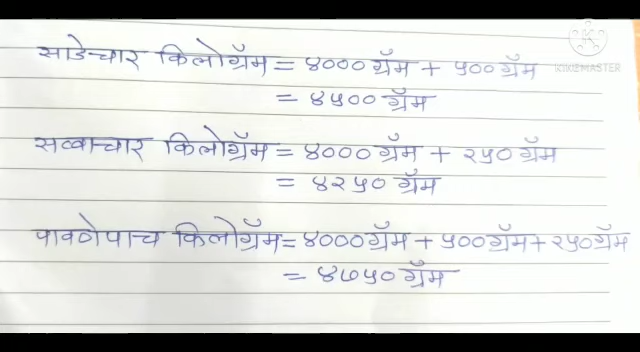 साडेचार किलोग्रॅम = ४००० ग्रॅम + ५०० ग्रॅम
= ४५०० ग्रॅम
सव्वाचार किलोग्रॅम = ४००० ग्रॅम + २५० ग्रॅम
= ४२५० ग्रॅम
पावणेपाच किलोग्रॅम = ४००० ग्रॅम + ५०० ग्रॅम + २५० ग्रॅम
= ४७५० ग्रॅम
KINEMASTER